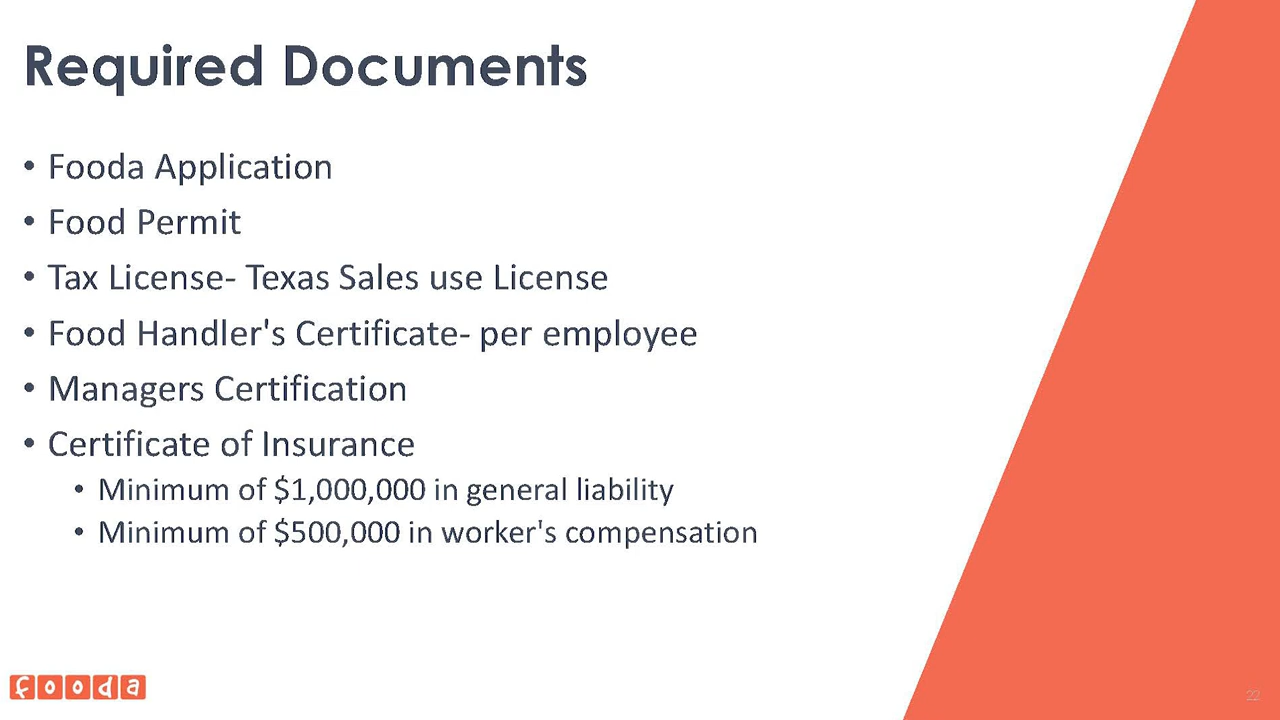 Required Documents
• Fooda Application
• Food Permit
• Tax License- Texas Sales use License
• Food Handler's Certificate- per employee
• Managers Certification
• Certificate of Insurance
• Minimum of $1,000,000 in general liability
• Minimum of $500,000 in worker's compensation
fooda
22